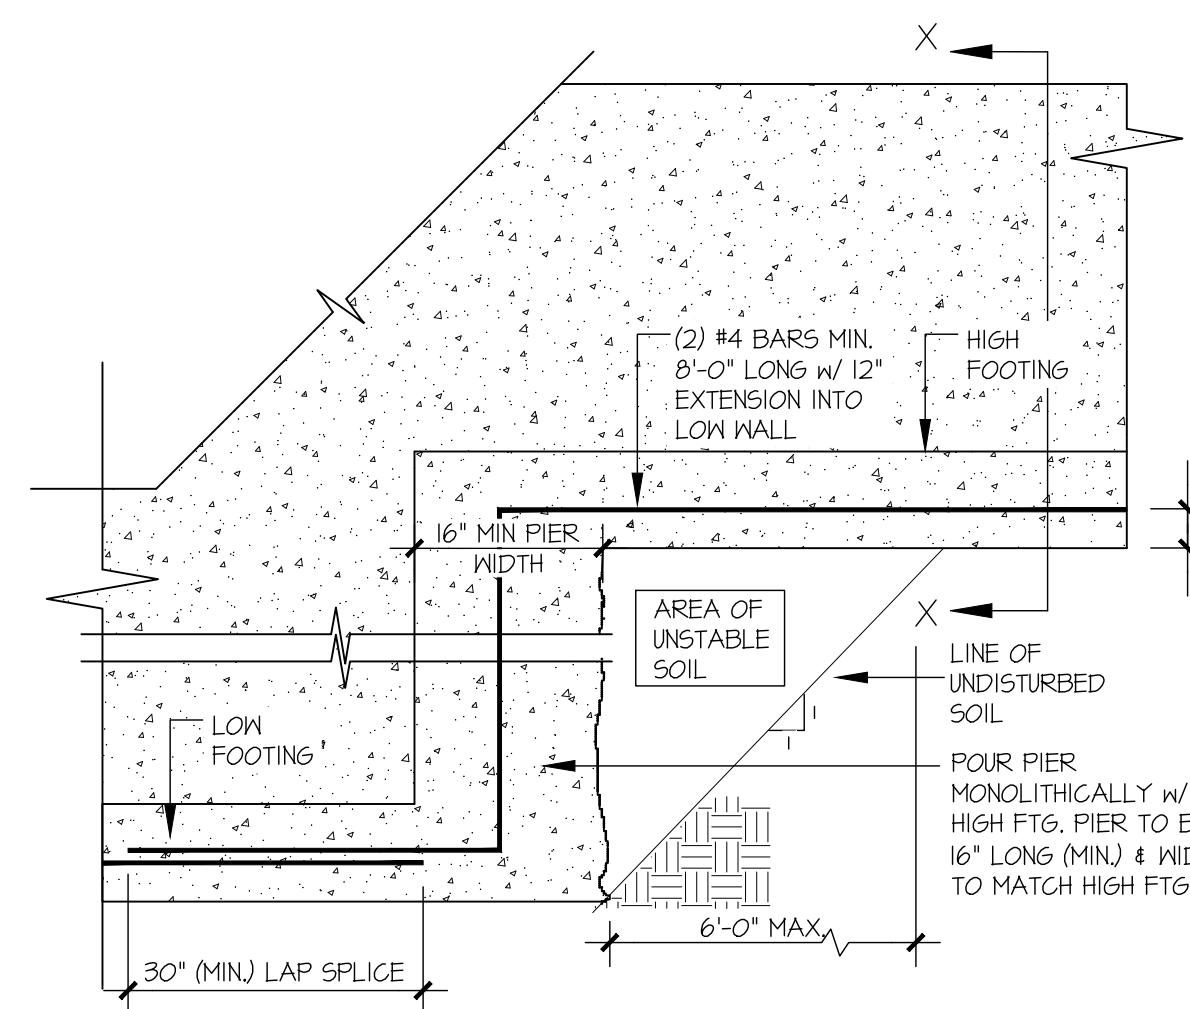 X
(2) #4 BARS MIN.
8'-0" LONG w/ 12"
EXTENSION INTO
LOW WALL
HIGH
FOOTING
16" MIN PIER
WIDTH
AREA OF
UNSTABLE
SOIL
X
LINE OF
UNDISTURBED
SOIL
1
1
LOW
FOOTING
POUR PIER
MONOLITHICALLY w/
HIGH FTG. PIER TO
16" LONG (MIN.) &
TO MATCH HIGH FTG
6'-0" MAX.
30" (MIN.) LAP SPLICE